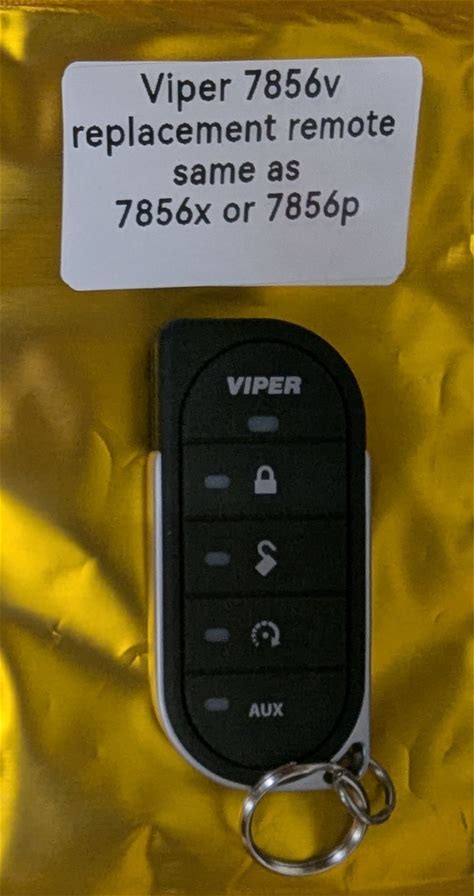 Viper 7856v
replacement remote
same as
7856x or 7856p
VIPER
AUX